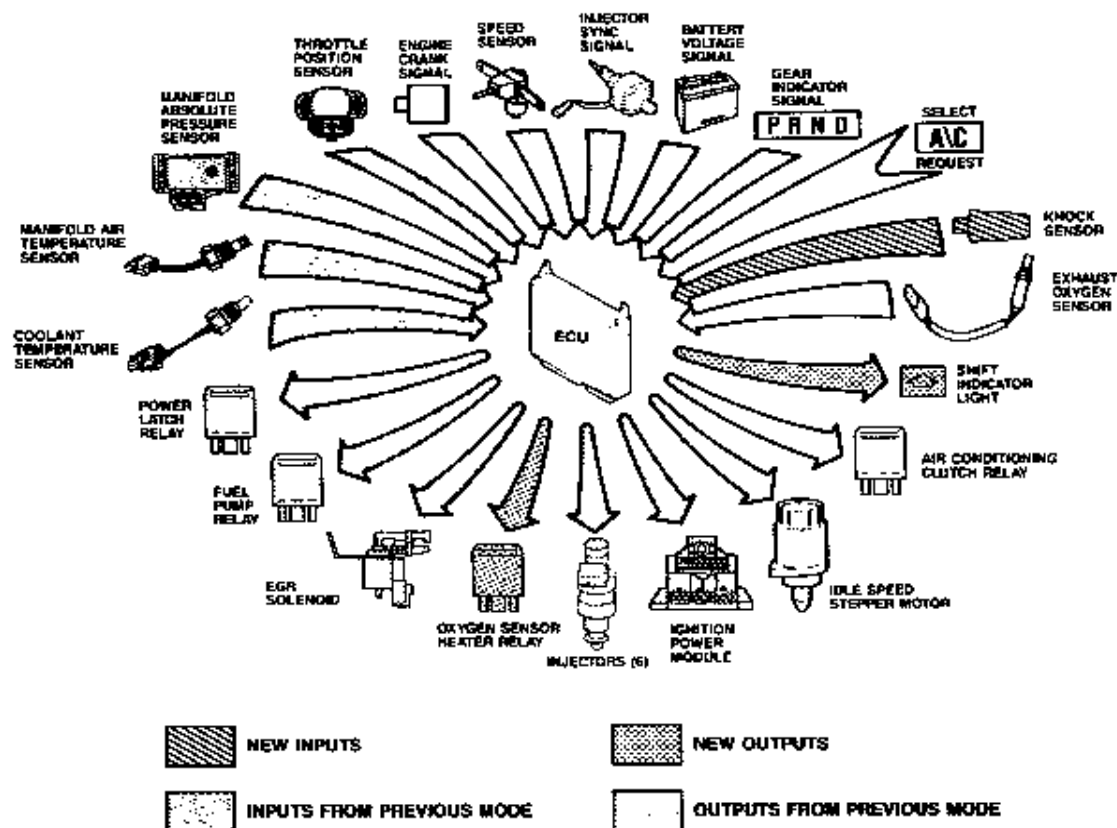 THROTTLE
POSITION
SENSOR
ENGINE
CRANK
SIGNAL
SPEED
SENSOR
INJECTOR
SYNC
SIGNAL
BATTERY
VOLTAGE
SIGNAL
GEAR
INDICATOR
SIGNAL
P R N D
SELECT
A\C
REQUEST
MANIFOLD
ABSOLUTE
PRESSURE
SENSOR
KNOCK
SENSOR
MANIFOLD AIR
TEMPERATURE
SENSOR
EXHAUST
OXYGEN
SENSOR
COOLANT
TEMPERATURE
SENSOR
ECU
SHIFT
INDICATOR
LIGHT
POWER
LATCH
RELAY
AIR CONDITIONING
CLUTCH RELAY
FUEL
PUMP
RELAY
EGR
SOLENOID
IDLE SPEED
STEPPER MOTOR
OXYGEN SENSOR
HEATER RELAY
INJECTORS (6)
IGNITION
POWER
MODULE
NEW INPUTS
NEW OUTPUTS
INPUTS FROM PREVIOUS MODE
OUTPUTS FROM PREVIOUS MODE